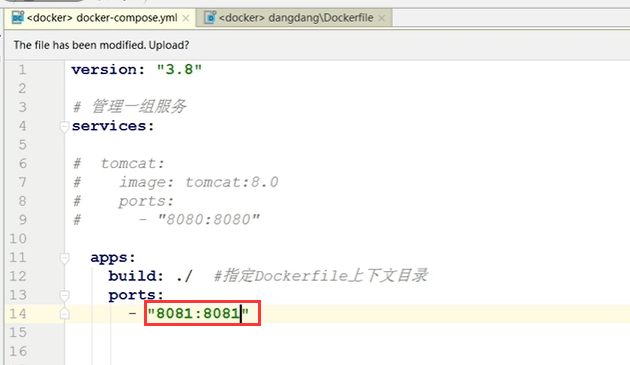 <docker> docker-compose.yml
<docker> dangdang\Dockerfile
The file has been modified. Upload?
1 version: "3.8"
2
3 # 管理一组服务
4 services:
5
6 #  tomcat:
7 #    image: tomcat:8.0
8 #    ports:
9 #      - "8080:8080"
10
11   apps:
12     build: ./  #指定Dockerfile上下文目录
13     ports:
14       - "8081:8081"
15
16